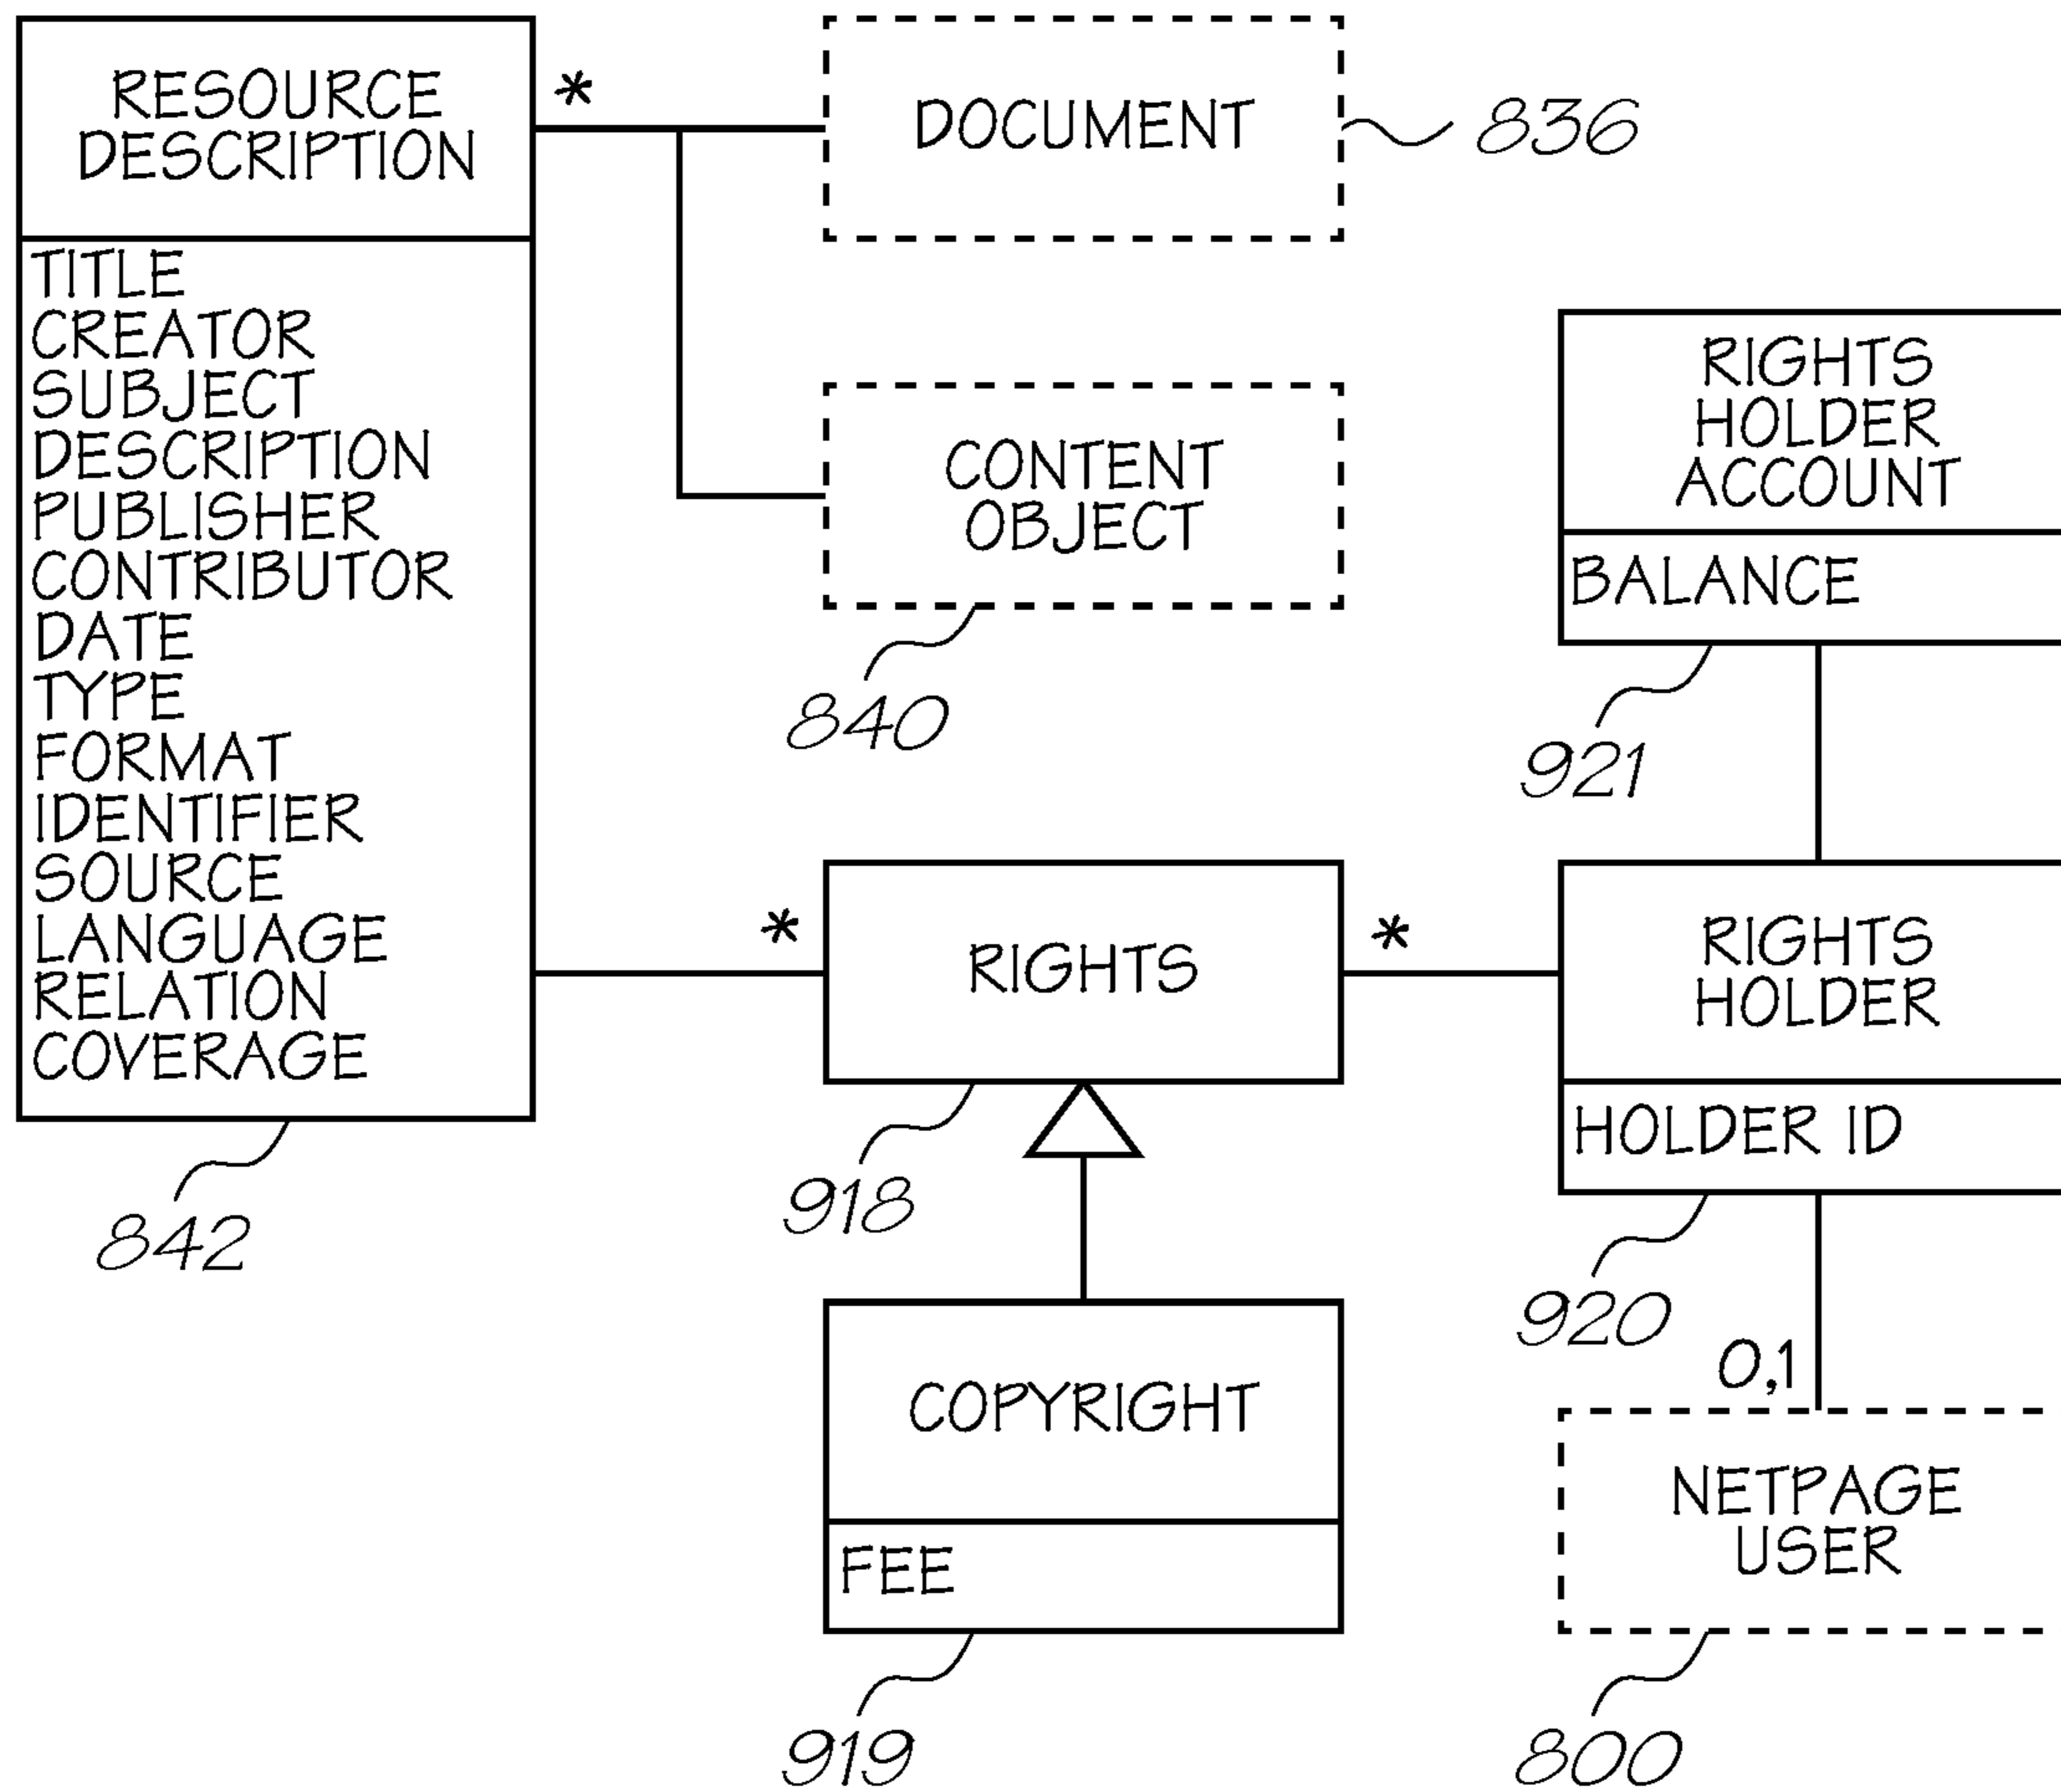 RESOURCE
DESCRIPTION
TITLE
CREATOR
SUBJECT
DESCRIPTION
PUBLISHER
CONTRIBUTOR
DATE
TYPE
FORMAT
IDENTIFIER
SOURCE
LANGUAGE
RELATION
COVERAGE
842
*
DOCUMENT
836
CONTENT
OBJECT
840
RIGHTS
HOLDER
ACCOUNT
BALANCE
921
*
RIGHTS
918
*
RIGHTS
HOLDER
HOLDER ID
920
COPYRIGHT
FEE
919
0,1
NETPAGE
USER
800